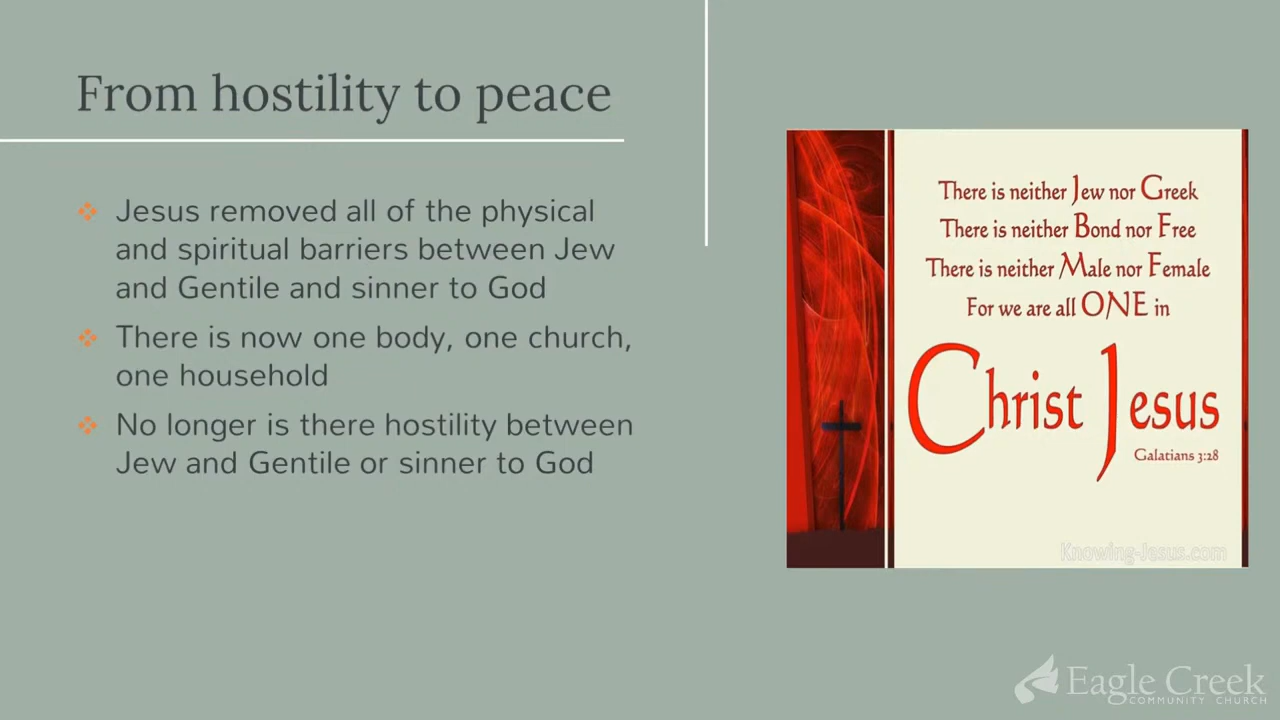 From hostility to peace
Jesus removed all of the physical
and spiritual barriers between Jew
and Gentile and sinner to God
There is now one body, one church,
one household
No longer is there hostility between
Jew and Gentile or sinner to God
There is neither Jew nor Greek
There is neither Bond nor Free
There is neither Male nor Female
For we are all ONE in
Christ Jesus
Galatians 3:28
Knowing-Jesus.com
Eagle Creek
COMMUNITY CHURCH